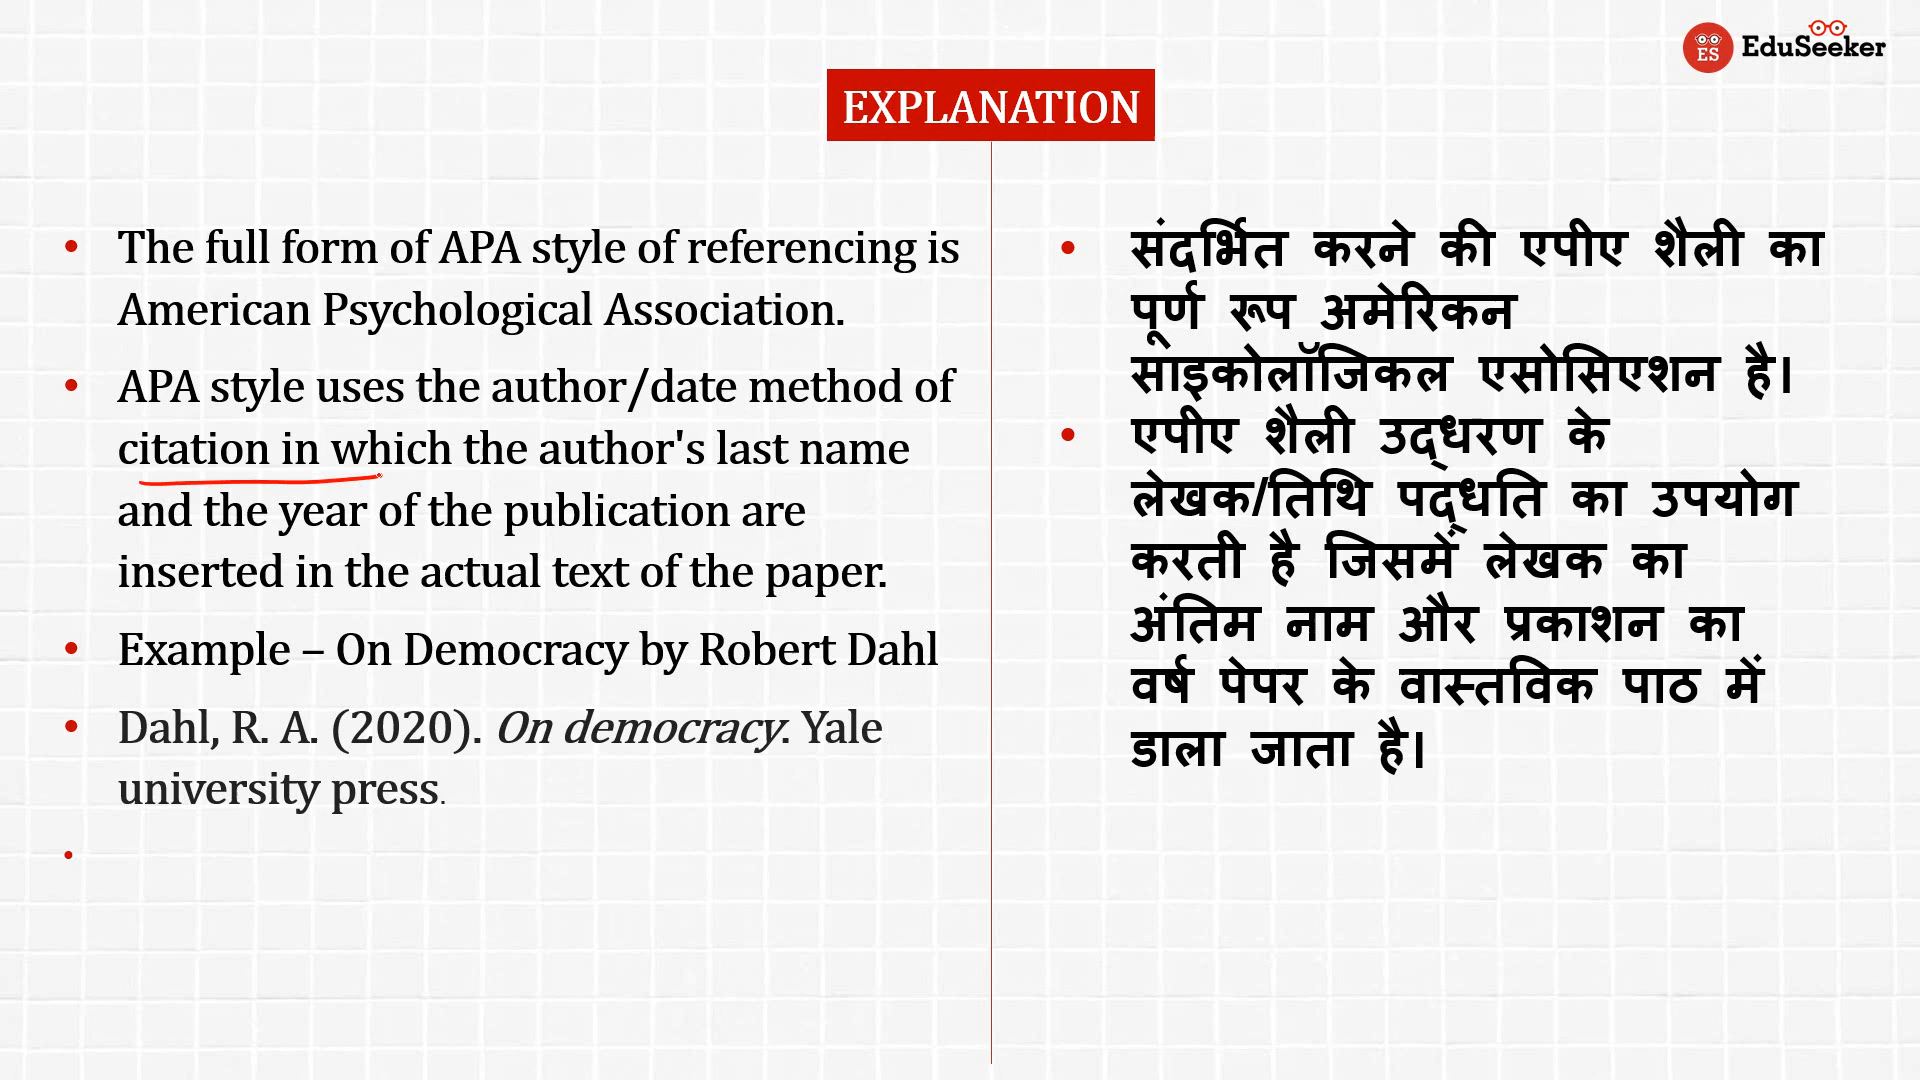 ES EduSeeker
EXPLANATION
• The full form of APA style of referencing is
American Psychological Association.
• APA style uses the author/date method of
citation in which the author's last name
and the year of the publication are
inserted in the actual text of the paper.
• Example – On Democracy by Robert Dahl
• Dahl, R. A. (2020). On democracy. Yale
university press.
•
• संदर्भित करने की एपीए शैली का
पूर्ण रूप अमेरिकन
साइकोलॉजिकल एसोसिएशन है।
• एपीए शैली उद्धरण के
लेखक/तिथि पद्धति का उपयोग
करती है जिसमें लेखक का
अंतिम नाम और प्रकाशन का
वर्ष पेपर के वास्तविक पाठ में
डाला जाता है।